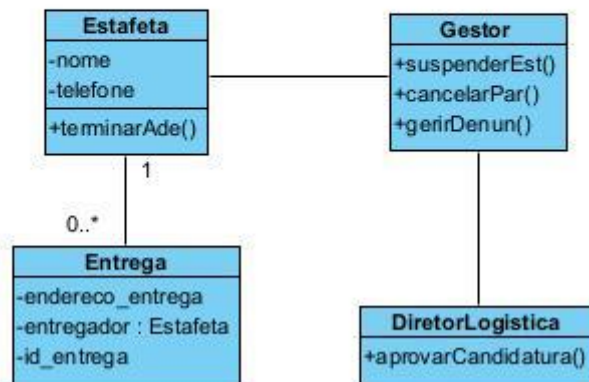 Estafeta
-nome
-telefone
+terminarAde()
Gestor
+suspenderEst()
+cancelarPar()
+gerirDenun()
1
0..*
Entrega
-endereco_entrega
-entregador : Estafeta
-id_entrega
DiretorLogistica
+aprovarCandidatura()